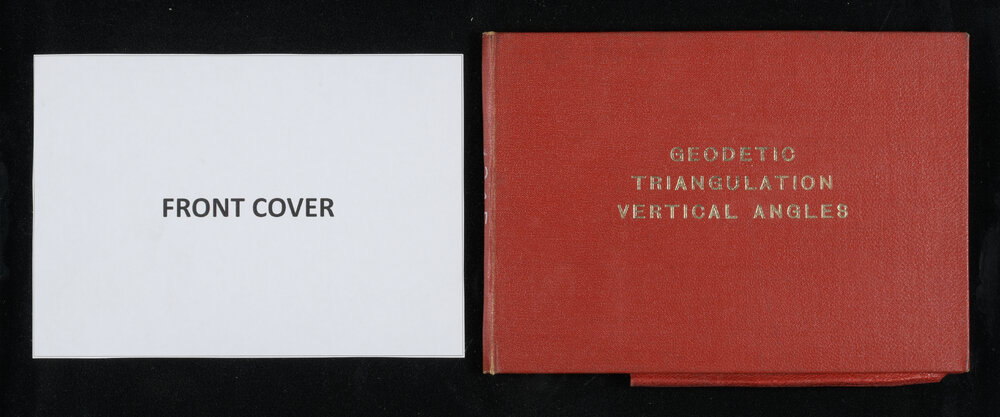 FRONT COVER
GEODETIC
TRIANGULATION
VERTICAL ANGLES